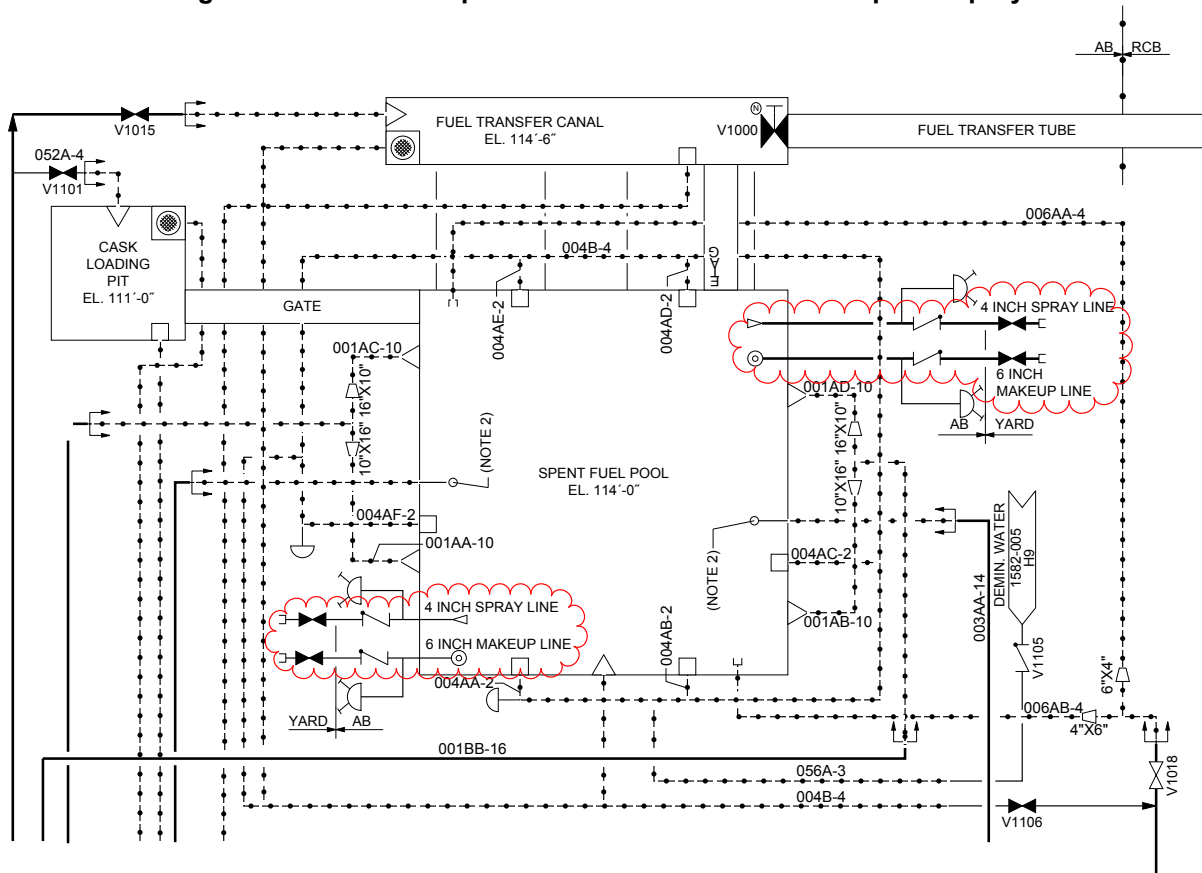 AB
RCB
V1015
FUEL TRANSFER CANAL
EL. 114´-6˝
N
V1000
FUEL TRANSFER TUBE
052A-4
V1101
CASK
LOADING
PIT
EL. 111´-0˝
GATE
004B-4
006AA-4
GATE
004AE-2
004AD-2
4 INCH SPRAY LINE
6 INCH
MAKEUP LINE
AB
YARD
001AC-10
16"X10"
10"X16"
001AD-10
16"X10"
10"X16"
(NOTE 2)
SPENT FUEL POOL
EL. 114´-0˝
004AF-2
001AA-10
(NOTE 2)
004AC-2
001AB-10
DEMIN. WATER
1582-005
H9
003AA-14
V1105
4 INCH SPRAY LINE
6 INCH MAKEUP LINE
004AA-2
004AB-2
YARD
AB
6"X4"
006AB-4
4"X6"
001BB-16
056A-3
004B-4
V1106
V1018